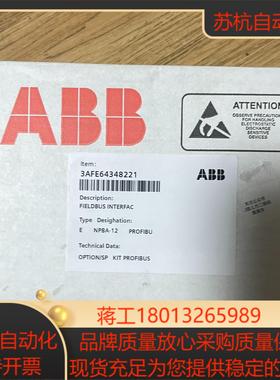 苏杭自动
ABB
ATTENTION
OBSERVE PRECAUTIONS
FOR HANDLING
ELECTROSTATIC
DISCHARGE
SENSITIVE
DEVICES
Item:
3AFE64348221
ABB
Description:
FIELDBUS INTERFAC
Type Designation:
E NPBA-12 PROFIBU
Technical Data:
OPTION/SP KIT PROFIBUS
自动化
蒋工18013265989
开票
品牌质量放心采购质量保
现货充足为您提供稳定的